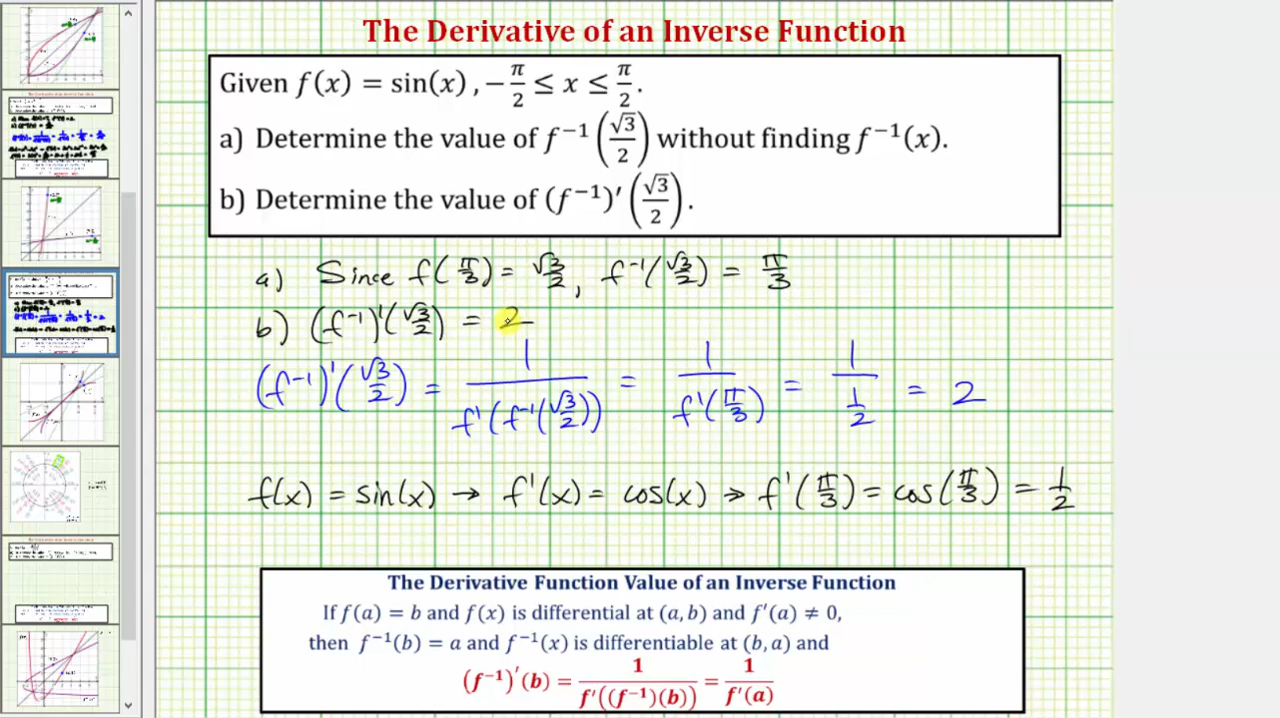 The Derivative of an Inverse Function
Given f(x) = sin(x) , −π/2 ≤ x ≤ π/2.
a) Determine the value of f⁻¹(√3/2) without finding f⁻¹(x).
b) Determine the value of (f⁻¹)′(√3/2).
a) Since f(π/3) = √3/2, f⁻¹(√3/2) = π/3
b) (f⁻¹)′(√3/2) = 2
(f⁻¹)′(√3/2) = 1/(f′(f⁻¹(√3/2))) = 1/(f′(π/3)) = 1/(1/2) = 2
f(x) = sin(x) → f′(x) = cos(x) → f′(π/3) = cos(π/3) = 1/2
The Derivative Function Value of an Inverse Function
If f(a) = b and f(x) is differential at (a, b) and f′(a) ≠ 0,
then f⁻¹(b) = a and f⁻¹(x) is differentiable at (b, a) and
(f⁻¹)′(b) = 1/(f′((f⁻¹)(b))) = 1/(f′(a))